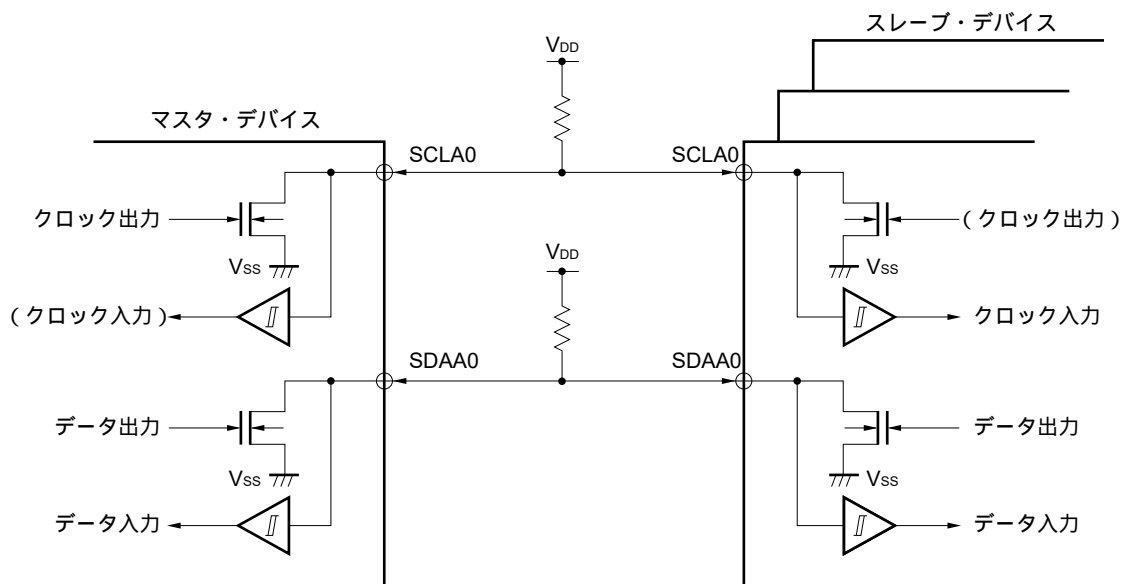 スレーブ・デバイス
VDD
マスタ・デバイス
SCLA0 SCLA0
クロック出力 (クロック出力)
VSS VDD VSS
(クロック入力) クロック入力
SDAA0 SDAA0
データ出力 データ出力
VSS VSS
データ入力 データ入力